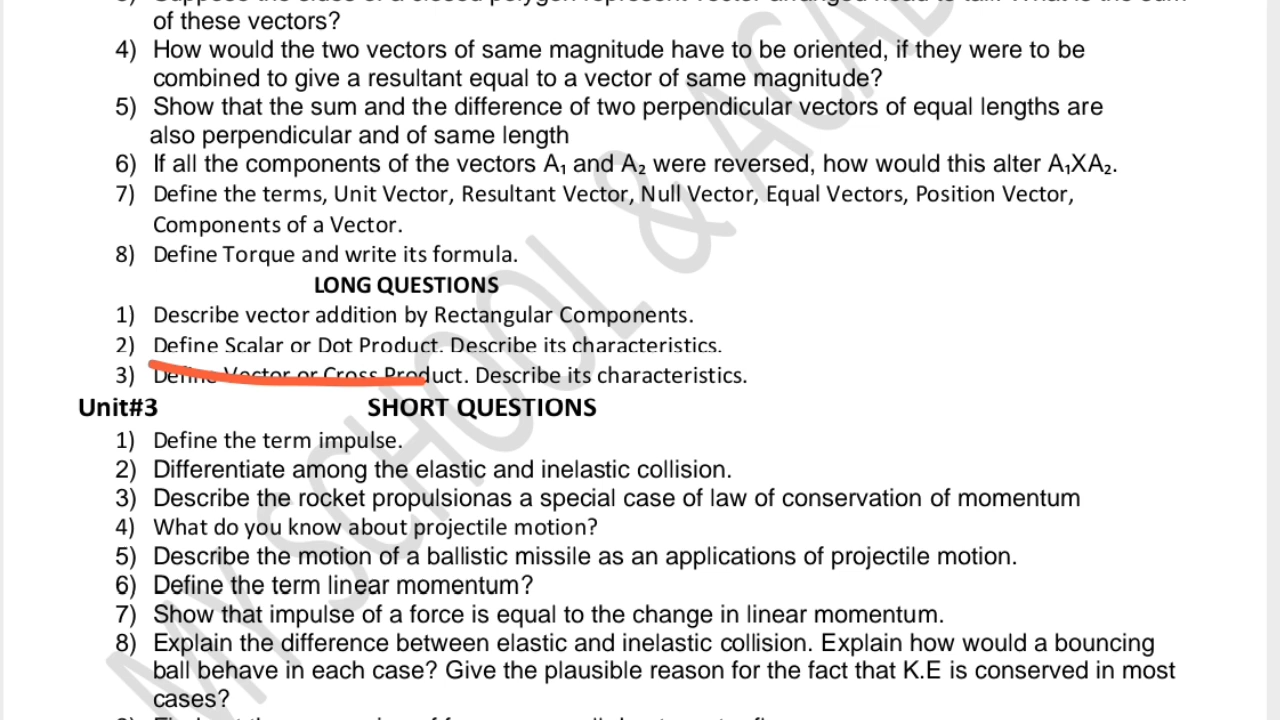 of these vectors?
4) How would the two vectors of same magnitude have to be oriented, if they were to be
combined to give a resultant equal to a vector of same magnitude?
5) Show that the sum and the difference of two perpendicular vectors of equal lengths are
also perpendicular and of same length
6) If all the components of the vectors A₁ and A₂ were reversed, how would this alter A₁XA₂.
7) Define the terms, Unit Vector, Resultant Vector, Null Vector, Equal Vectors, Position Vector,
Components of a Vector.
8) Define Torque and write its formula.
LONG QUESTIONS
1) Describe vector addition by Rectangular Components.
2) Define Scalar or Dot Product. Describe its characteristics.
3) Define Vector or Cross Product. Describe its characteristics.
Unit#3 SHORT QUESTIONS
1) Define the term impulse.
2) Differentiate among the elastic and inelastic collision.
3) Describe the rocket propulsionas a special case of law of conservation of momentum
4) What do you know about projectile motion?
5) Describe the motion of a ballistic missile as an applications of projectile motion.
6) Define the term linear momentum?
7) Show that impulse of a force is equal to the change in linear momentum.
8) Explain the difference between elastic and inelastic collision. Explain how would a bouncing
ball behave in each case? Give the plausible reason for the fact that K.E is conserved in most
cases?
MY SCHOOL &